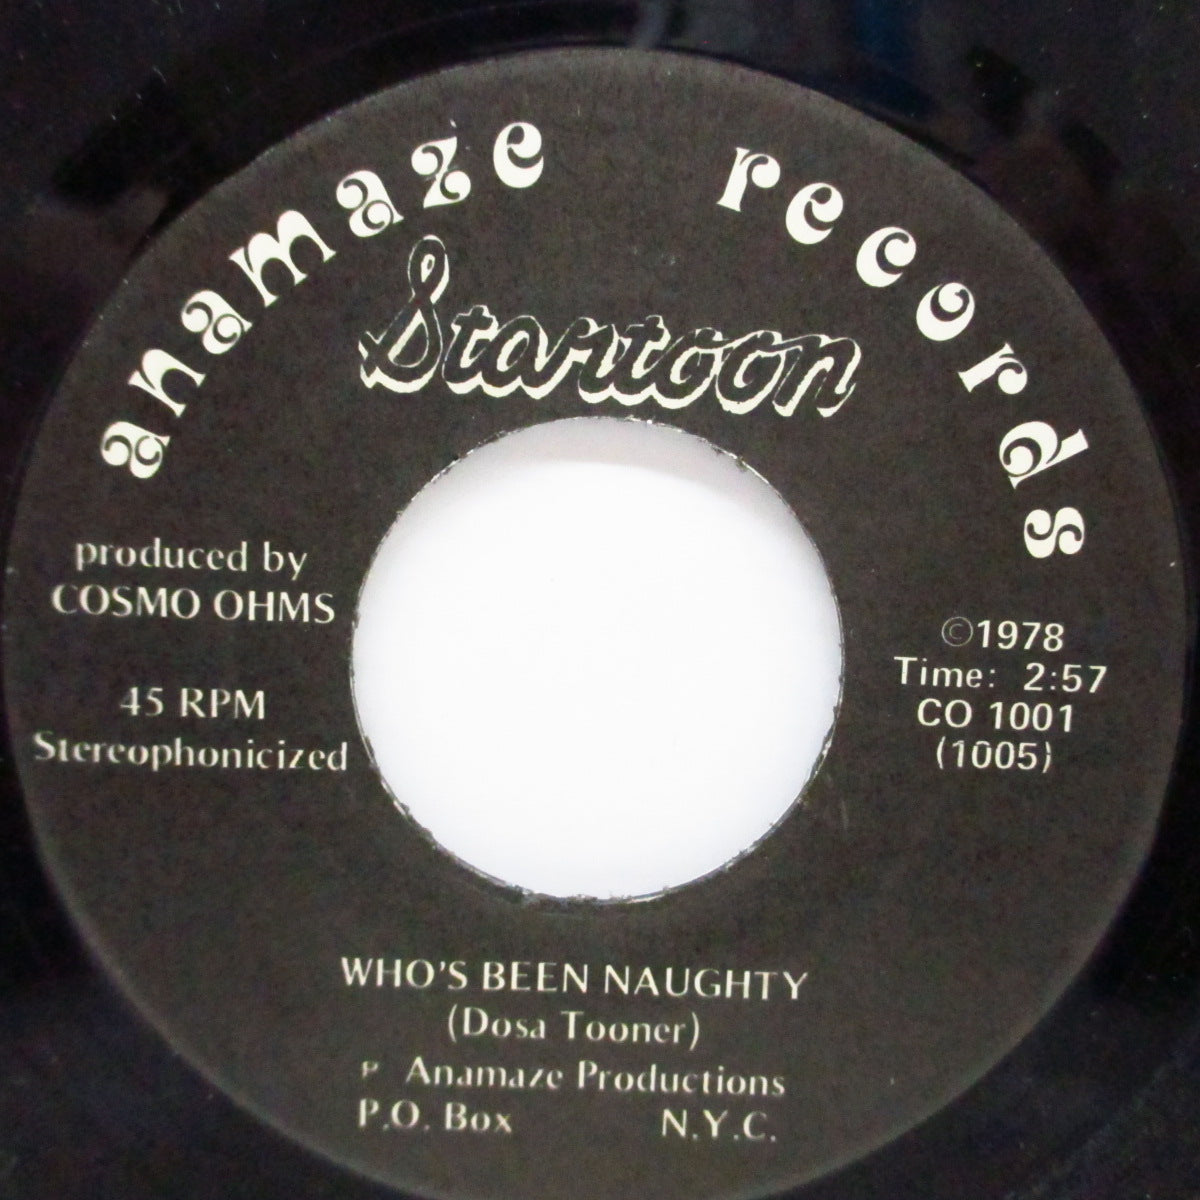 anamaze records
Startoon
produced by
COSMO OHMS
45 RPM
Stereophonicized
©1978
Time: 2:57
CO 1001
(1005)
WHO'S BEEN NAUGHTY
(Dosa Tooner)
P Anamaze Productions
P.O. Box N.Y.C.